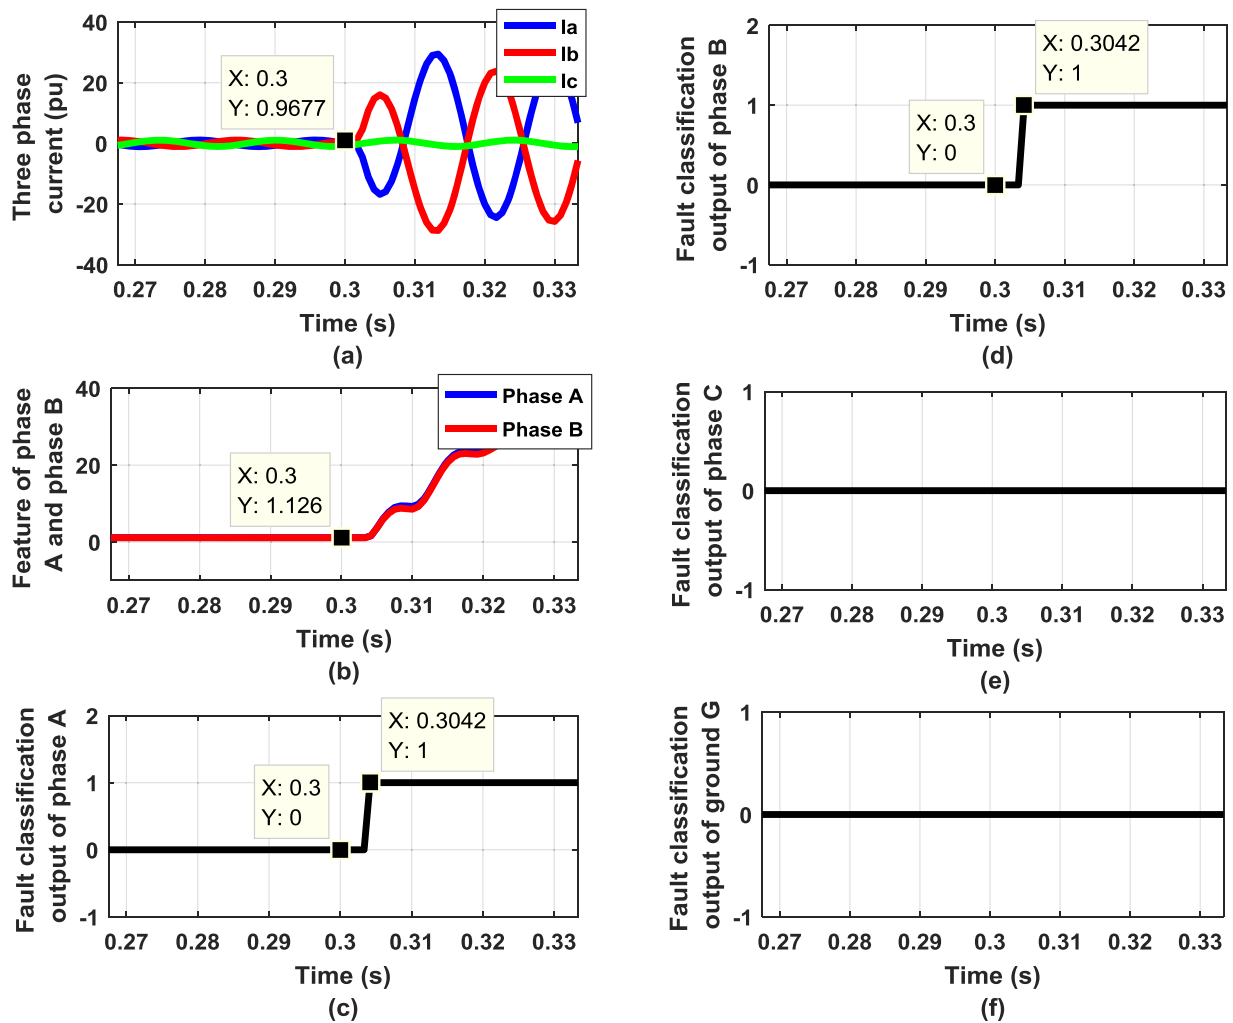 Three phase
current (pu)
40
20
0
-20
-40
X: 0.3
Y: 0.9677
Ia
Ib
Ic
0.27 0.28 0.29 0.3 0.31 0.32 0.33
Time (s)
(a)
Feature of phase
A and phase B
40
20
0
X: 0.3
Y: 1.126
Phase A
Phase B
0.27 0.28 0.29 0.3 0.31 0.32 0.33
Time (s)
(b)
Fault classification
output of phase A
2
1
0
-1
X: 0.3
Y: 0
X: 0.3042
Y: 1
0.27 0.28 0.29 0.3 0.31 0.32 0.33
Time (s)
(c)
Fault classification
output of phase B
2
1
0
-1
X: 0.3
Y: 0
X: 0.3042
Y: 1
0.27 0.28 0.29 0.3 0.31 0.32 0.33
Time (s)
(d)
Fault classification
output of phase C
1
0
-1
0.27 0.28 0.29 0.3 0.31 0.32 0.33
Time (s)
(e)
Fault classification
output of ground G
1
0
-1
0.27 0.28 0.29 0.3 0.31 0.32 0.33
Time (s)
(f)